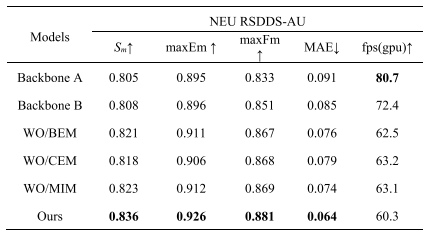 Models NEU RSDDS-AU
Sm↑ maxEm ↑ maxFm ↑ MAE↓ fps(gpu)↑
Backbone A 0.805 0.895 0.833 0.091 80.7
Backbone B 0.808 0.896 0.851 0.085 72.4
WO/BEM 0.821 0.911 0.867 0.076 62.5
WO/CEM 0.818 0.906 0.868 0.079 63.2
WO/MIM 0.823 0.912 0.869 0.074 63.1
Ours 0.836 0.926 0.881 0.064 60.3